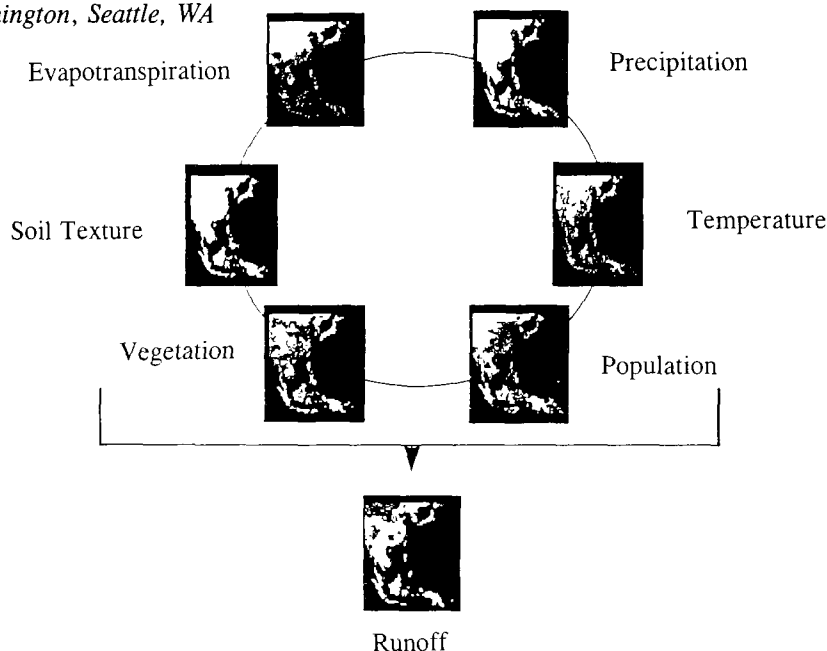 ington, Seattle, WA
Evapotranspiration
Precipitation
Soil Texture
Temperature
Vegetation
Population
Runoff